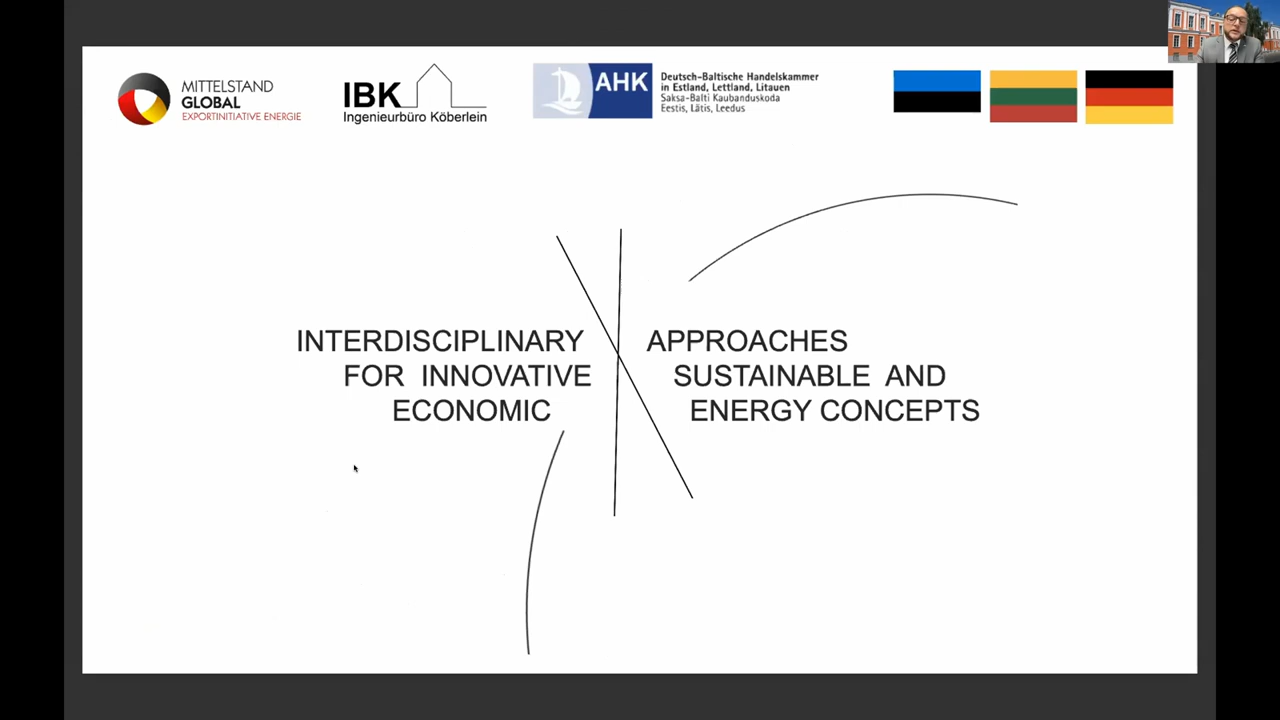 MITTELSTAND
GLOBAL
EXPORTINITIATIVE ENERGIE
IBK
Ingenieurbüro Köberlein
AHK
Deutsch-Baltische Handelskammer
in Estland, Lettland, Litauen
Saksa-Balti Kaubanduskoda
Eestis, Lätis, Leedus
INTERDISCIPLINARY APPROACHES
FOR INNOVATIVE SUSTAINABLE AND
ECONOMIC ENERGY CONCEPTS